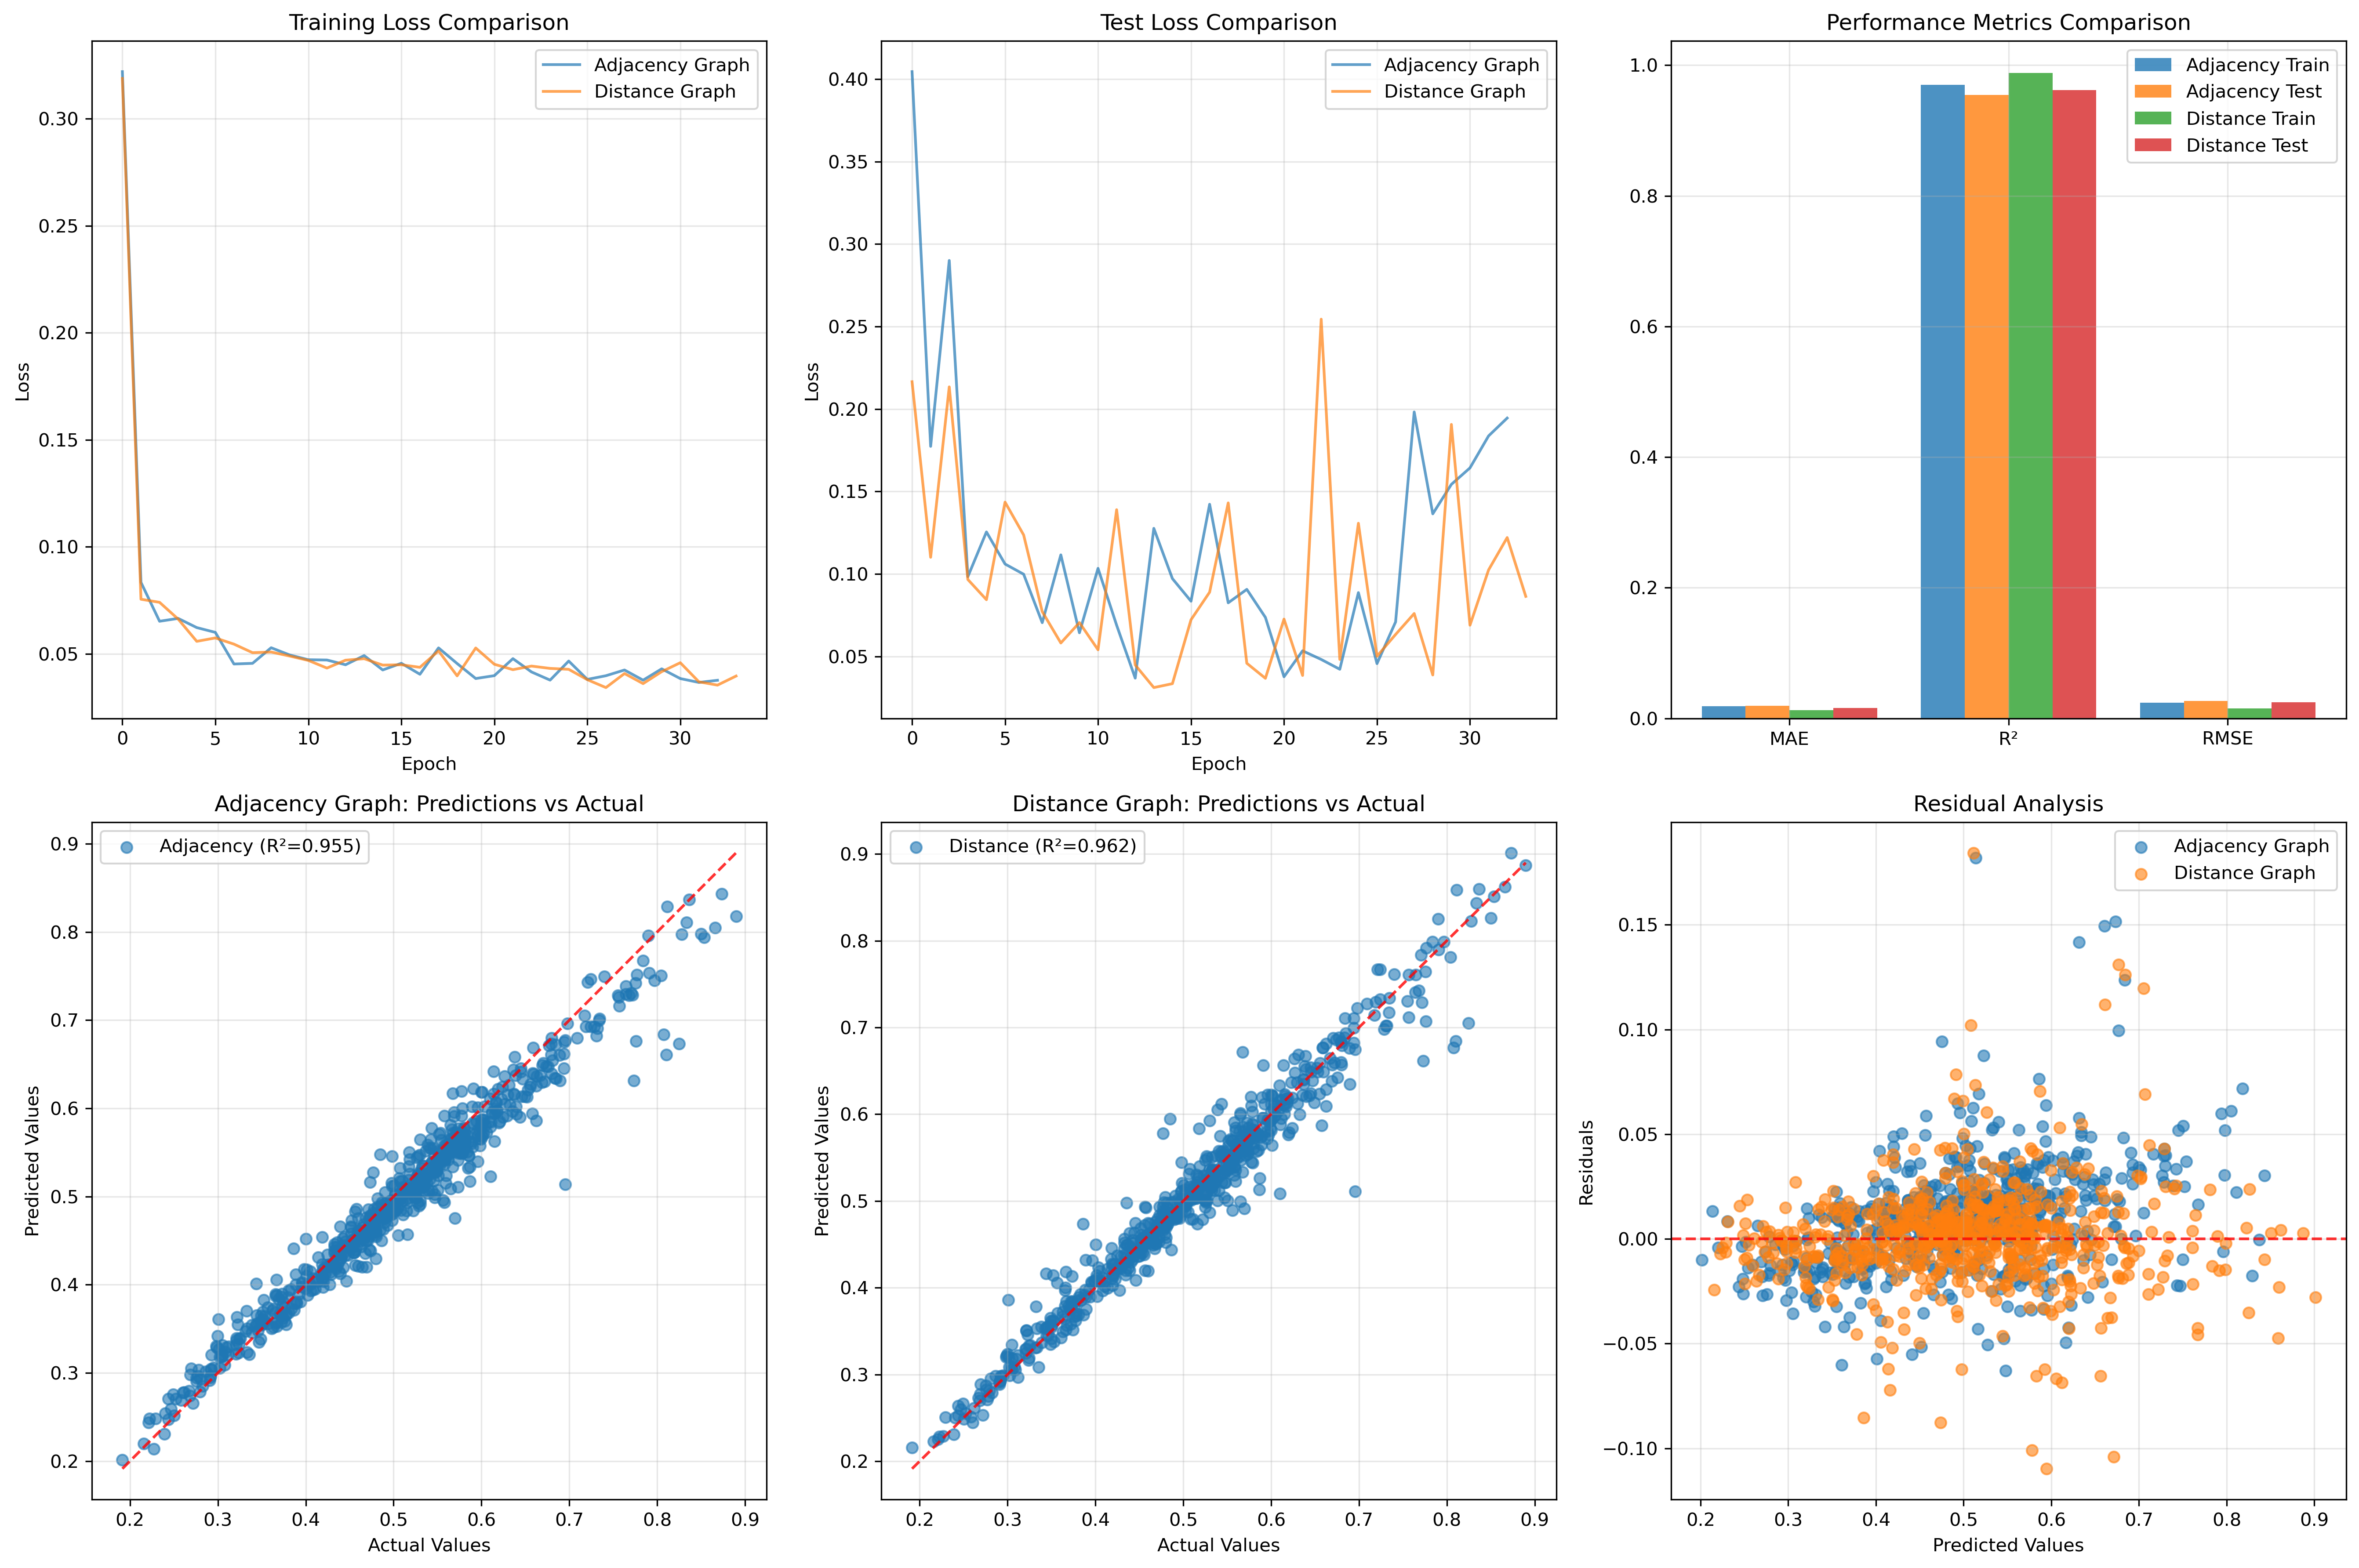 Training Loss Comparison
Adjacency Graph
Distance Graph
Loss
0.30
0.25
0.20
0.15
0.10
0.05
0 5 10 15 20 25 30
Epoch
Test Loss Comparison
Adjacency Graph
Distance Graph
Loss
0.40
0.35
0.30
0.25
0.20
0.15
0.10
0.05
0 5 10 15 20 25 30
Epoch
Performance Metrics Comparison
Adjacency Train
Adjacency Test
Distance Train
Distance Test
1.0
0.8
0.6
0.4
0.2
0.0
MAE R² RMSE
Adjacency Graph: Predictions vs Actual
Adjacency (R²=0.955)
Predicted Values
0.9
0.8
0.7
0.6
0.5
0.4
0.3
0.2
0.2 0.3 0.4 0.5 0.6 0.7 0.8 0.9
Actual Values
Distance Graph: Predictions vs Actual
Distance (R²=0.962)
Predicted Values
0.9
0.8
0.7
0.6
0.5
0.4
0.3
0.2
0.2 0.3 0.4 0.5 0.6 0.7 0.8 0.9
Actual Values
Residual Analysis
Adjacency Graph
Distance Graph
Residuals
0.15
0.10
0.05
0.00
−0.05
−0.10
0.2 0.3 0.4 0.5 0.6 0.7 0.8 0.9
Predicted Values